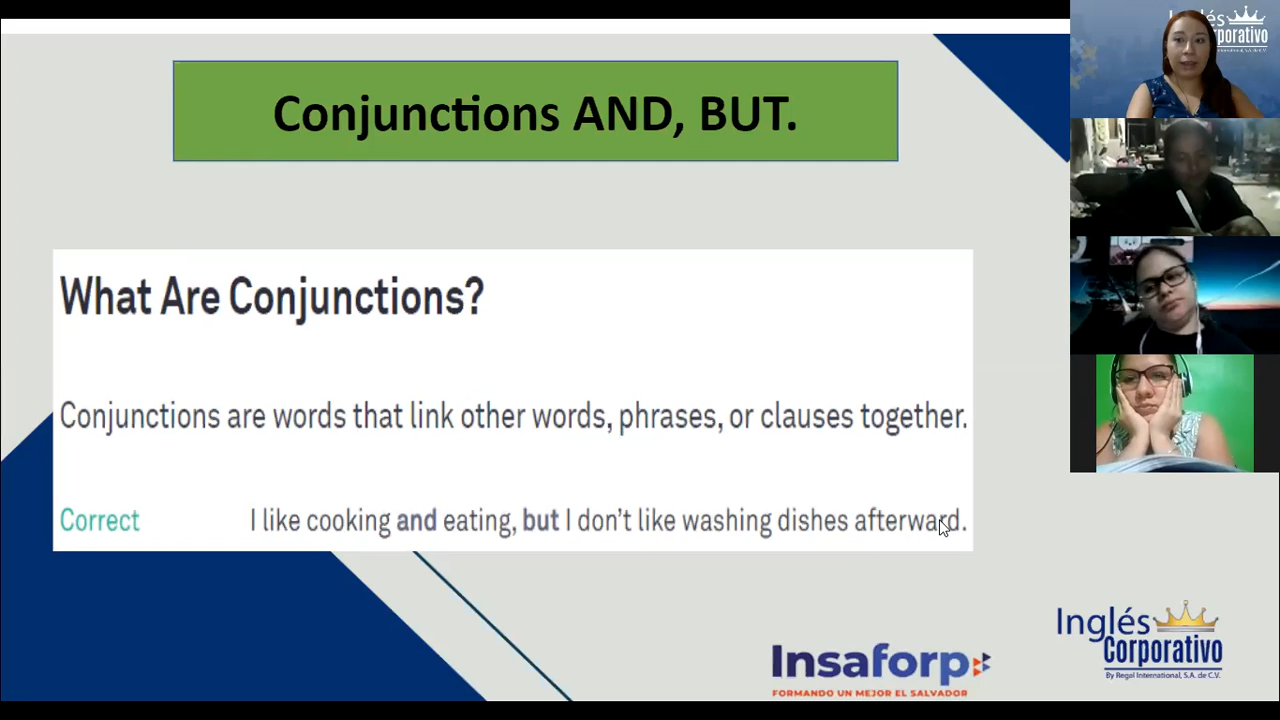 Conjunctions AND, BUT.
What Are Conjunctions?
Conjunctions are words that link other words, phrases, or clauses together.
Correct I like cooking and eating, but I don't like washing dishes afterward.
Insaforp
FORMANDO UN MEJOR EL SALVADOR
Inglés
Corporativo
By Regal International, S.A. de C.V.